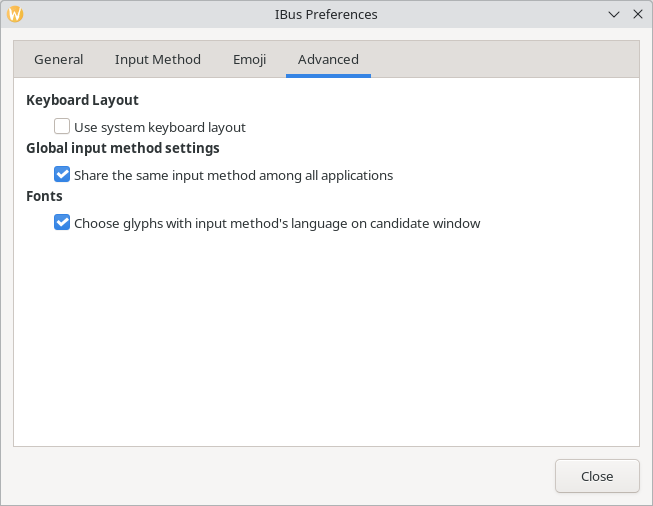 IBus Preferences
General Input Method Emoji Advanced
Keyboard Layout
Use system keyboard layout
Global input method settings
Share the same input method among all applications
Fonts
Choose glyphs with input method's language on candidate window
Close